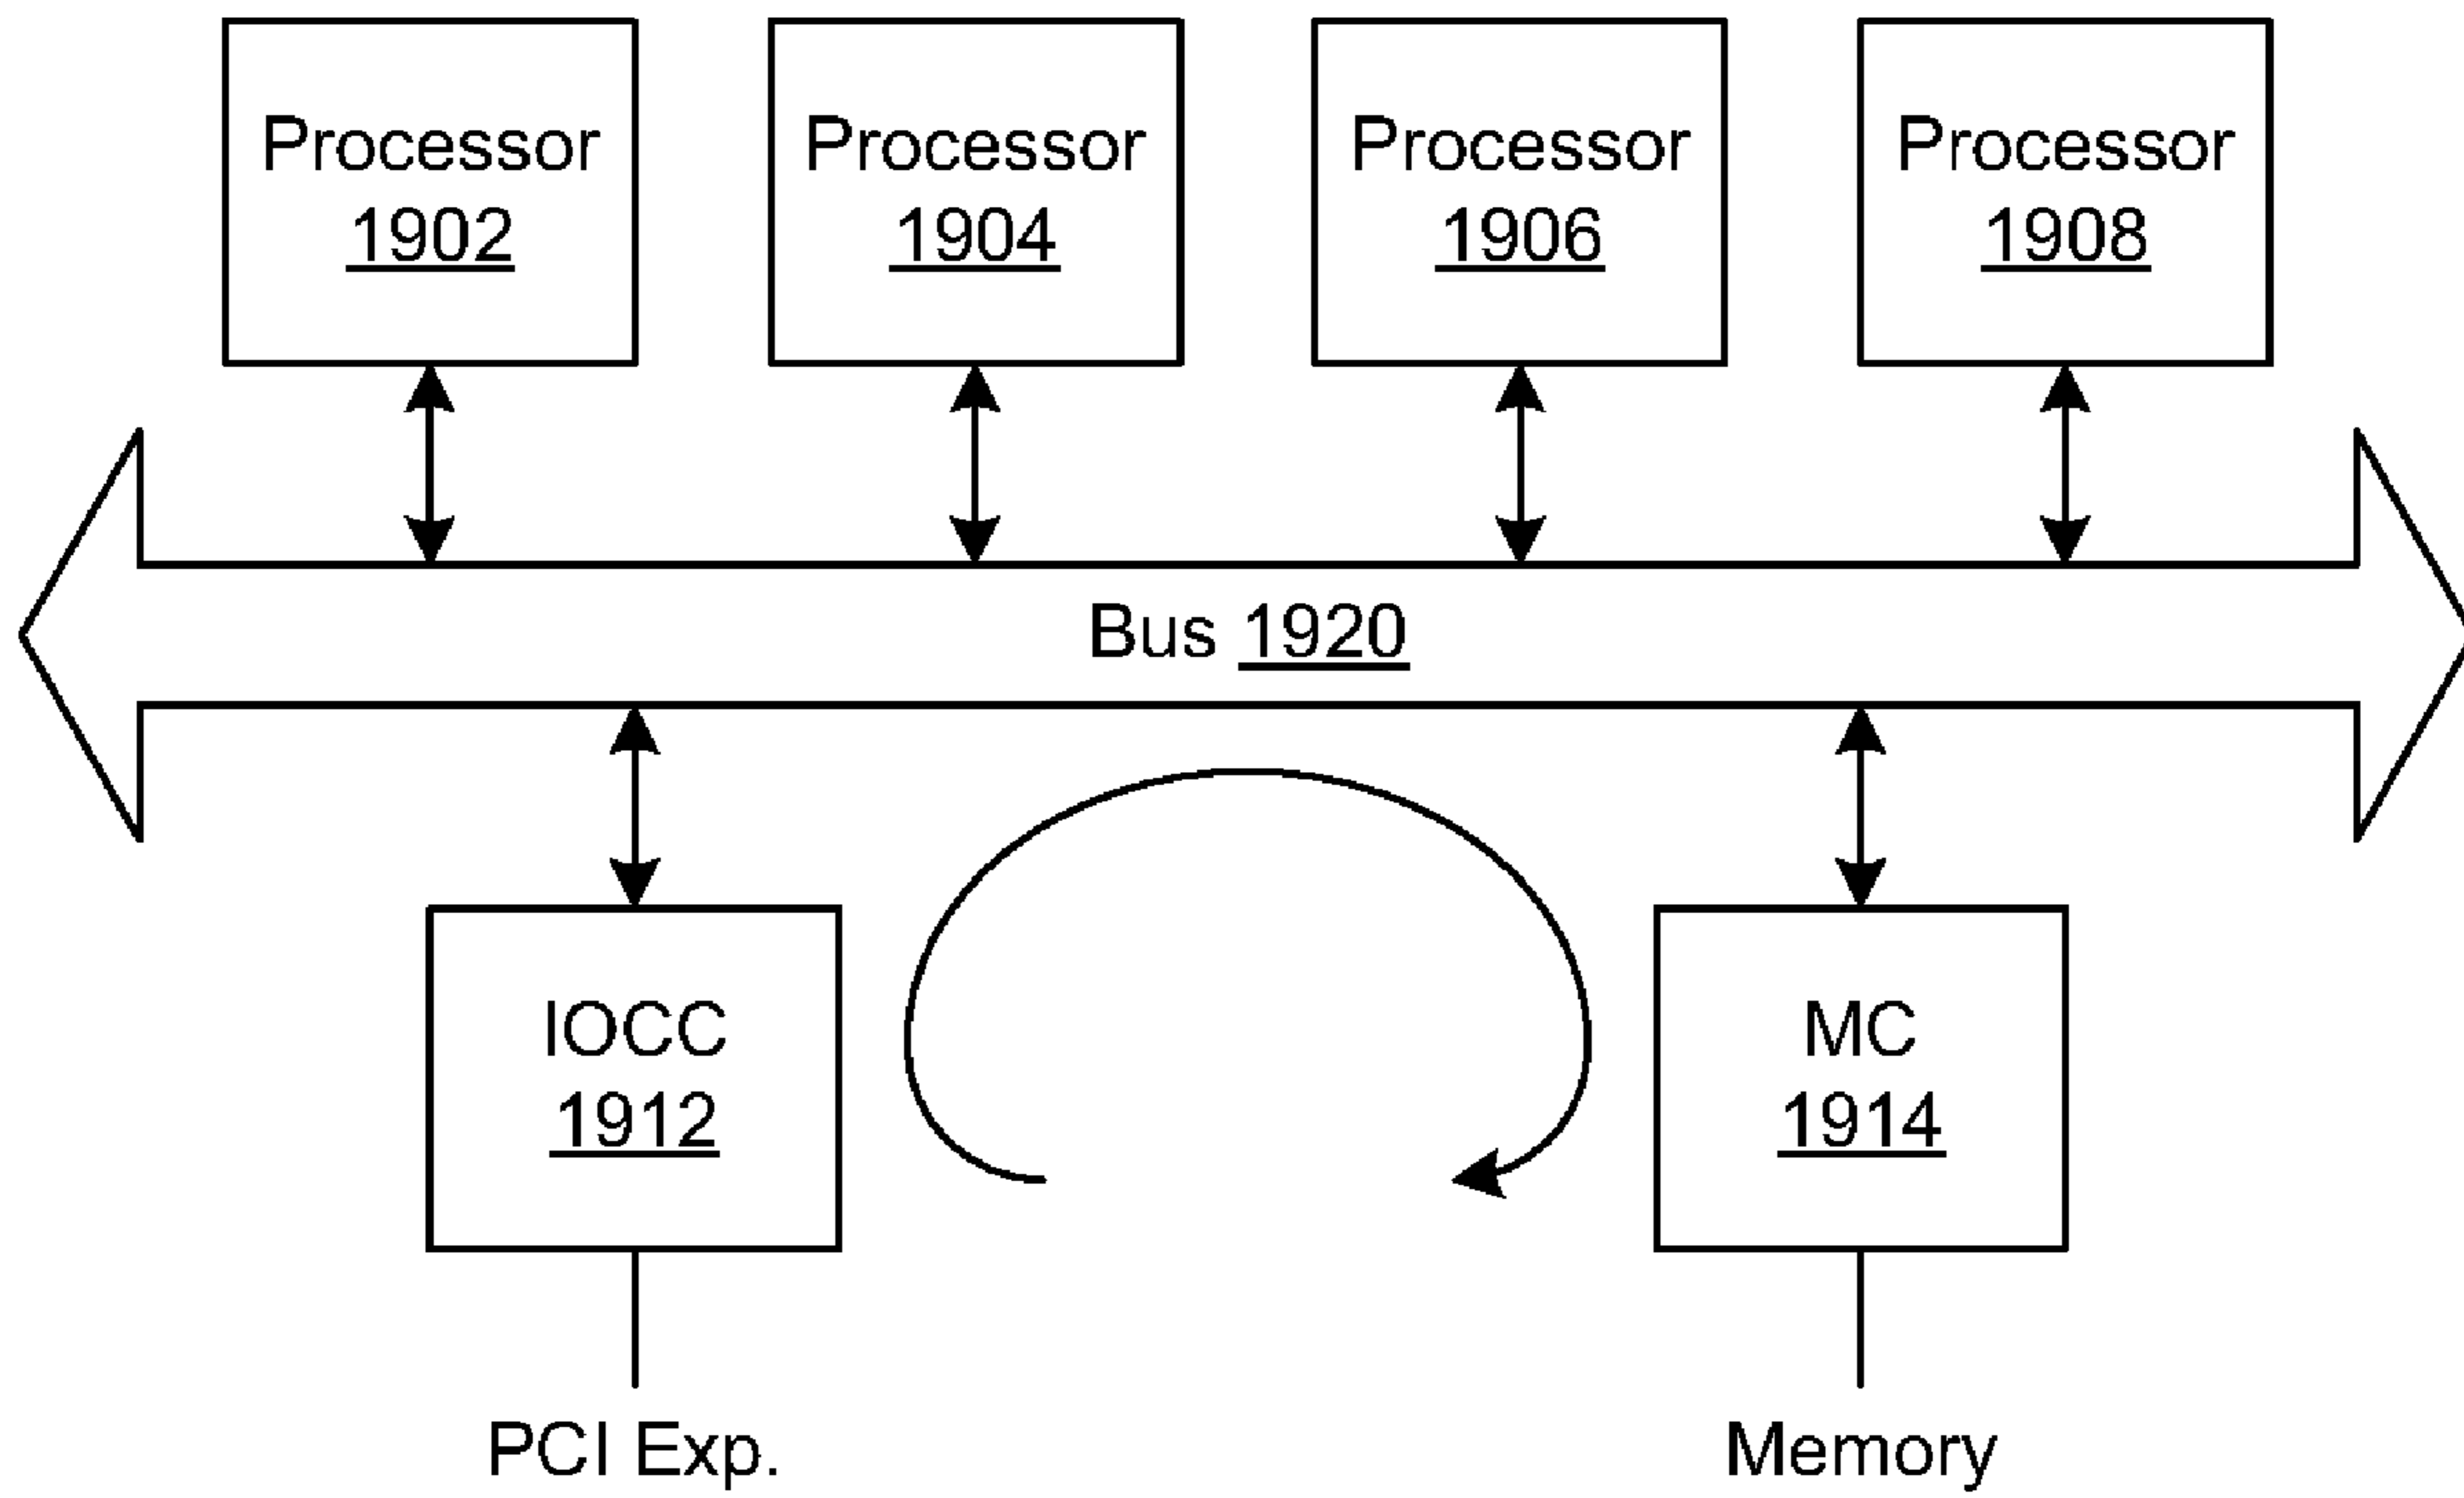 Processor
1902
Processor
1904
Processor
1906
Processor
1908
Bus 1920
IOCC
1912
MC
1914
PCI Exp.
Memory